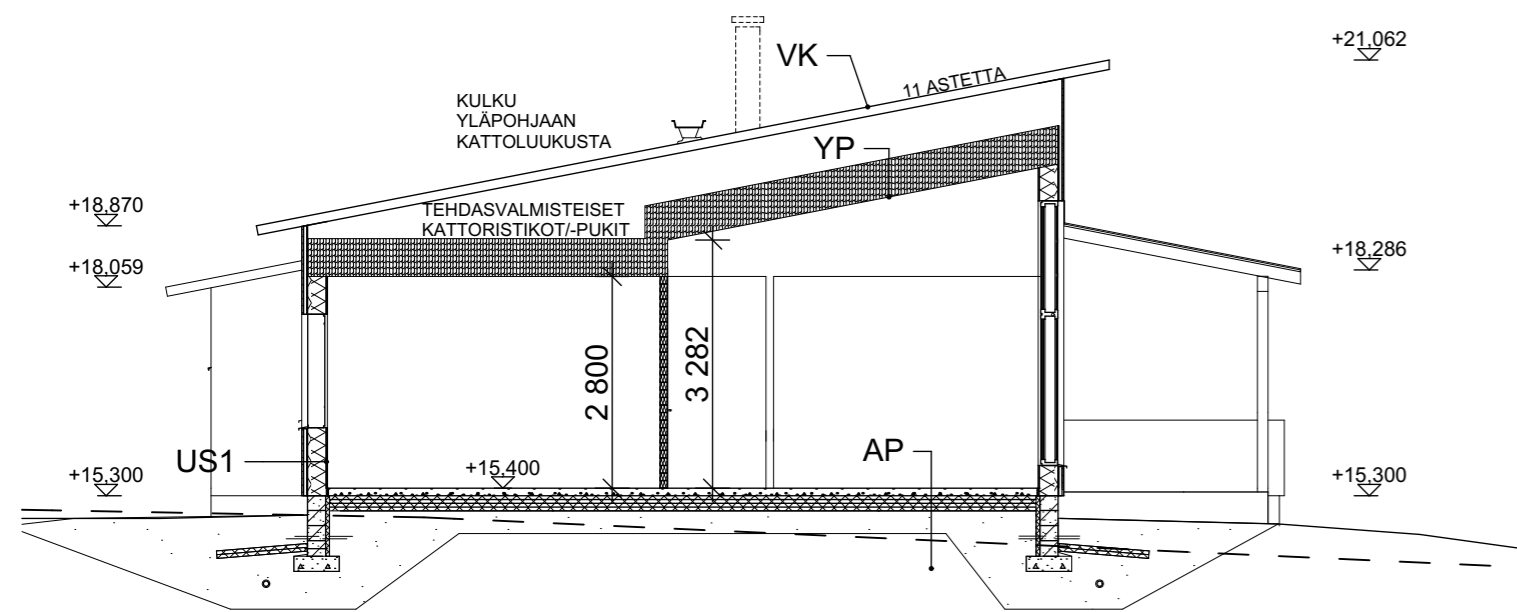 +21,062
VK
11 ASTETTA
KULKU
YLÄPOHJAAN
KATTOLUUKUSTA
YP
+18,870
TEHDASVALMISTEISET
KATTORISTIKOT/-PUKIT
+18,059
+18,286
2 800
3 282
US1
+15,300
+15,400
AP
+15,300